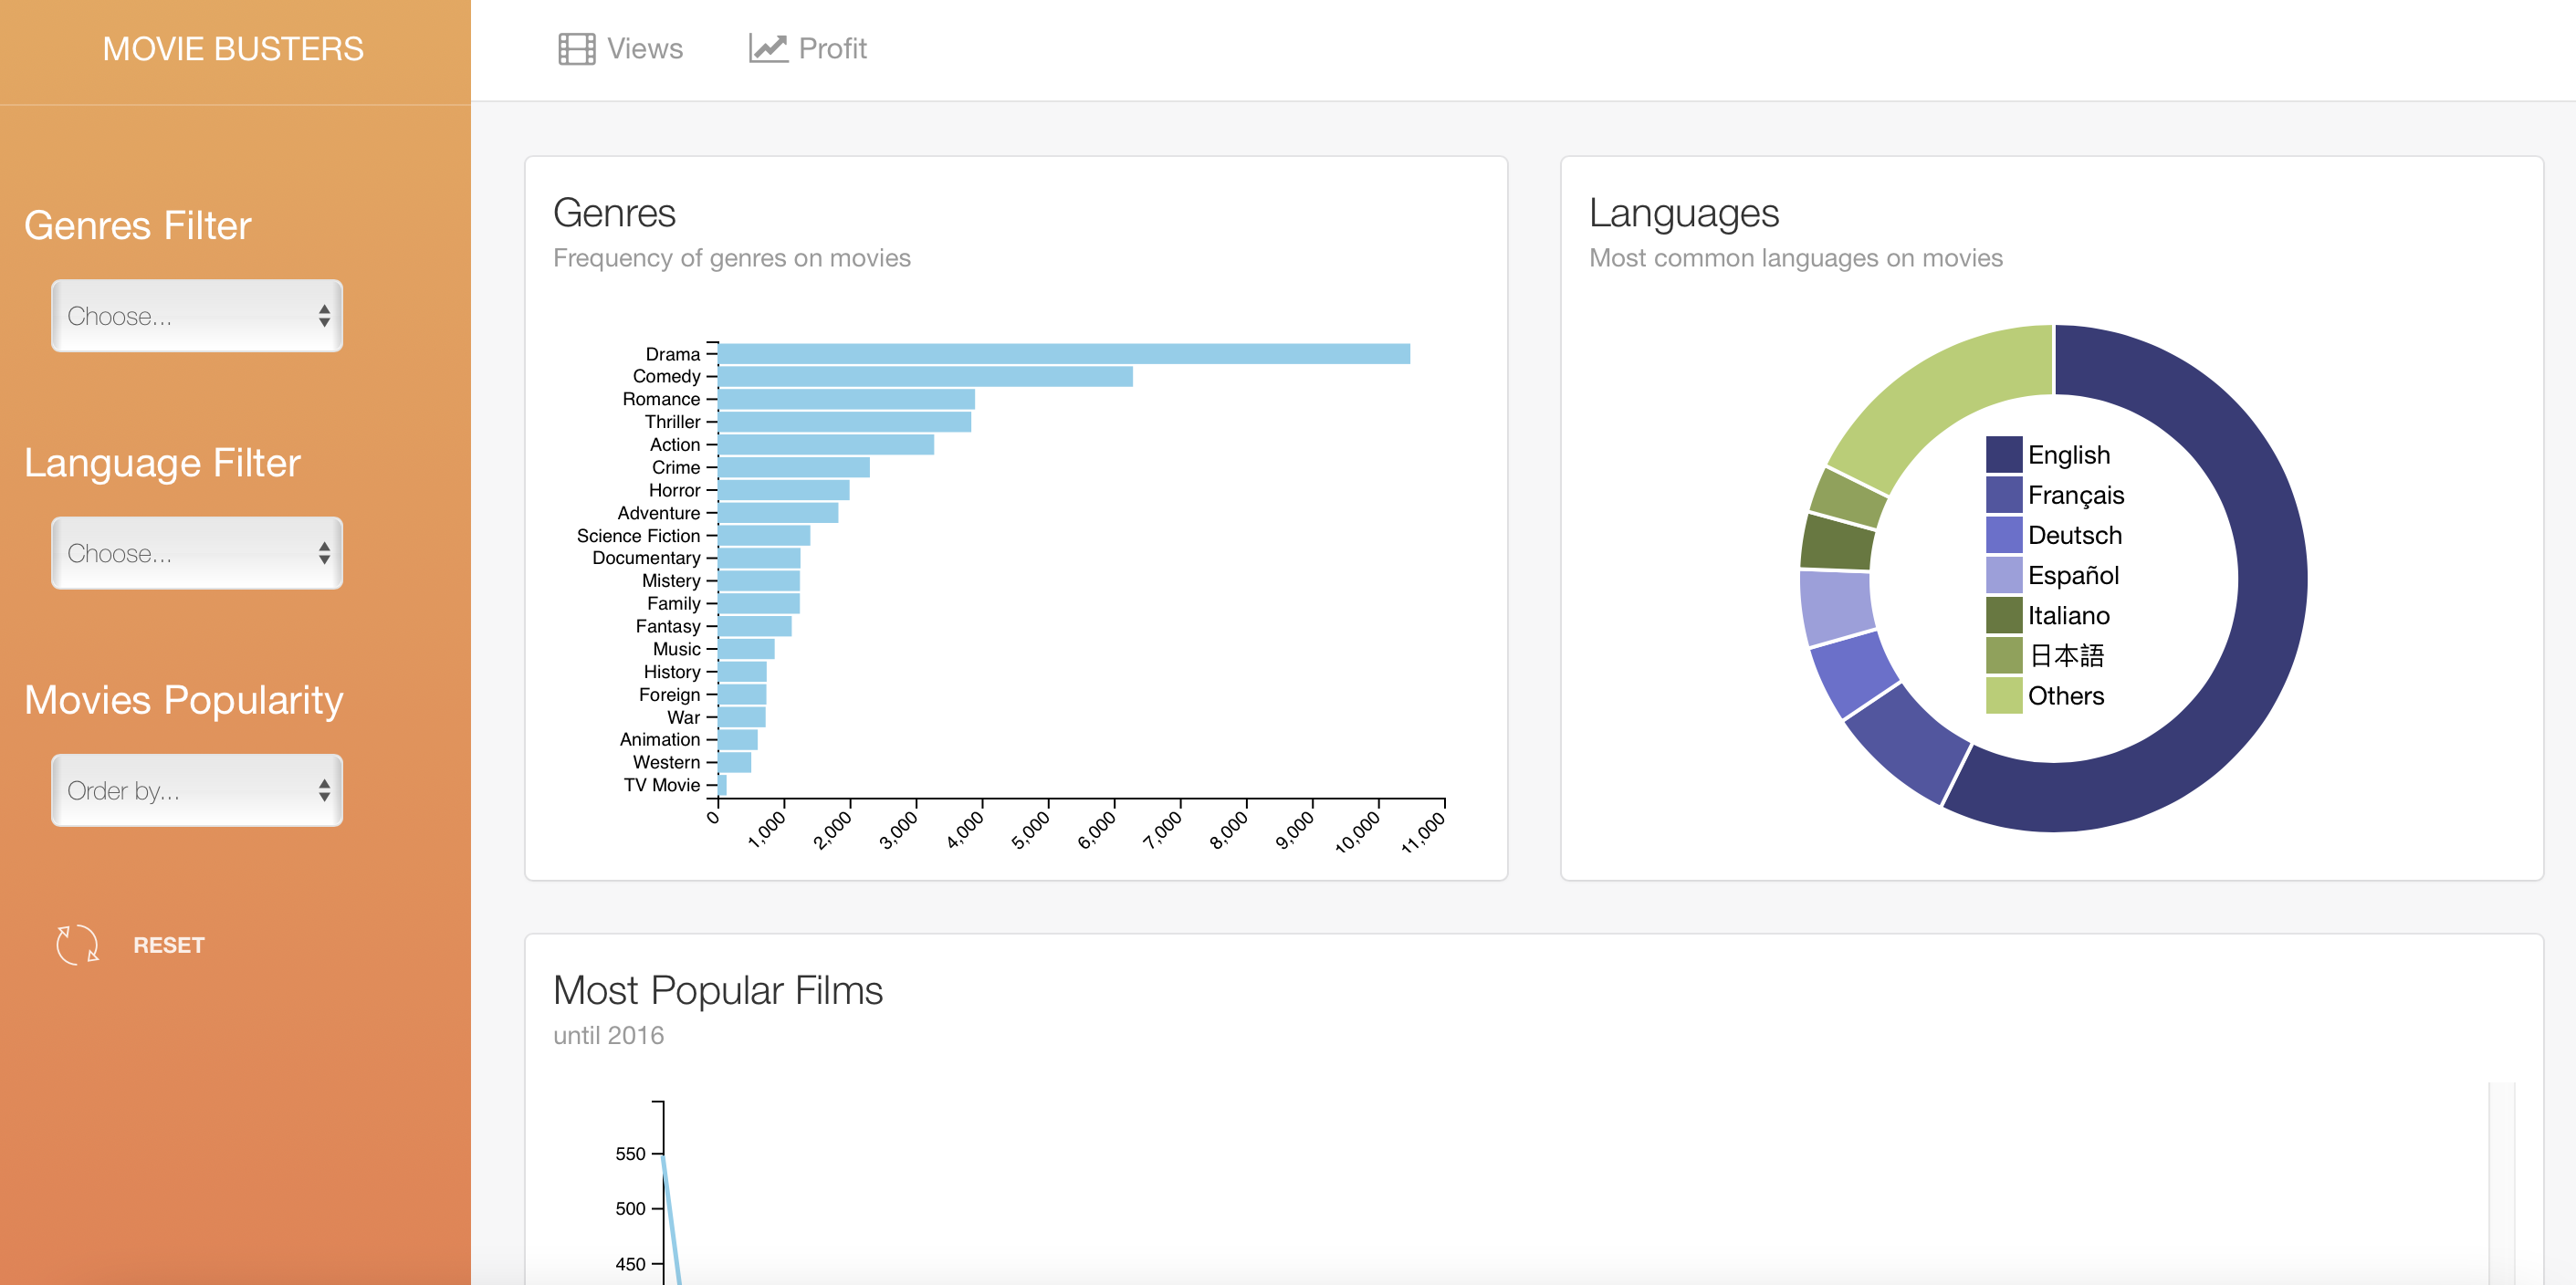 MOVIE BUSTERS
Views
Profit
Genres Filter
Choose...
Language Filter
Choose...
Movies Popularity
Order by...
RESET
Genres
Frequency of genres on movies
Drama
Comedy
Romance
Thriller
Action
Crime
Horror
Adventure
Science Fiction
Documentary
Mistery
Family
Fantasy
Music
History
Foreign
War
Animation
Western
TV Movie
0
1,000
2,000
3,000
4,000
5,000
6,000
7,000
8,000
9,000
10,000
11,000
Languages
Most common languages on movies
English
Français
Deutsch
Español
Italiano
日本語
Others
Most Popular Films
until 2016
550
500
450